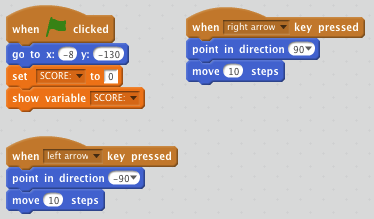 when clicked
go to x: -8 y: -130
set SCORE: to 0
show variable SCORE:
when right arrow key pressed
point in direction 90
move 10 steps
when left arrow key pressed
point in direction -90
move 10 steps